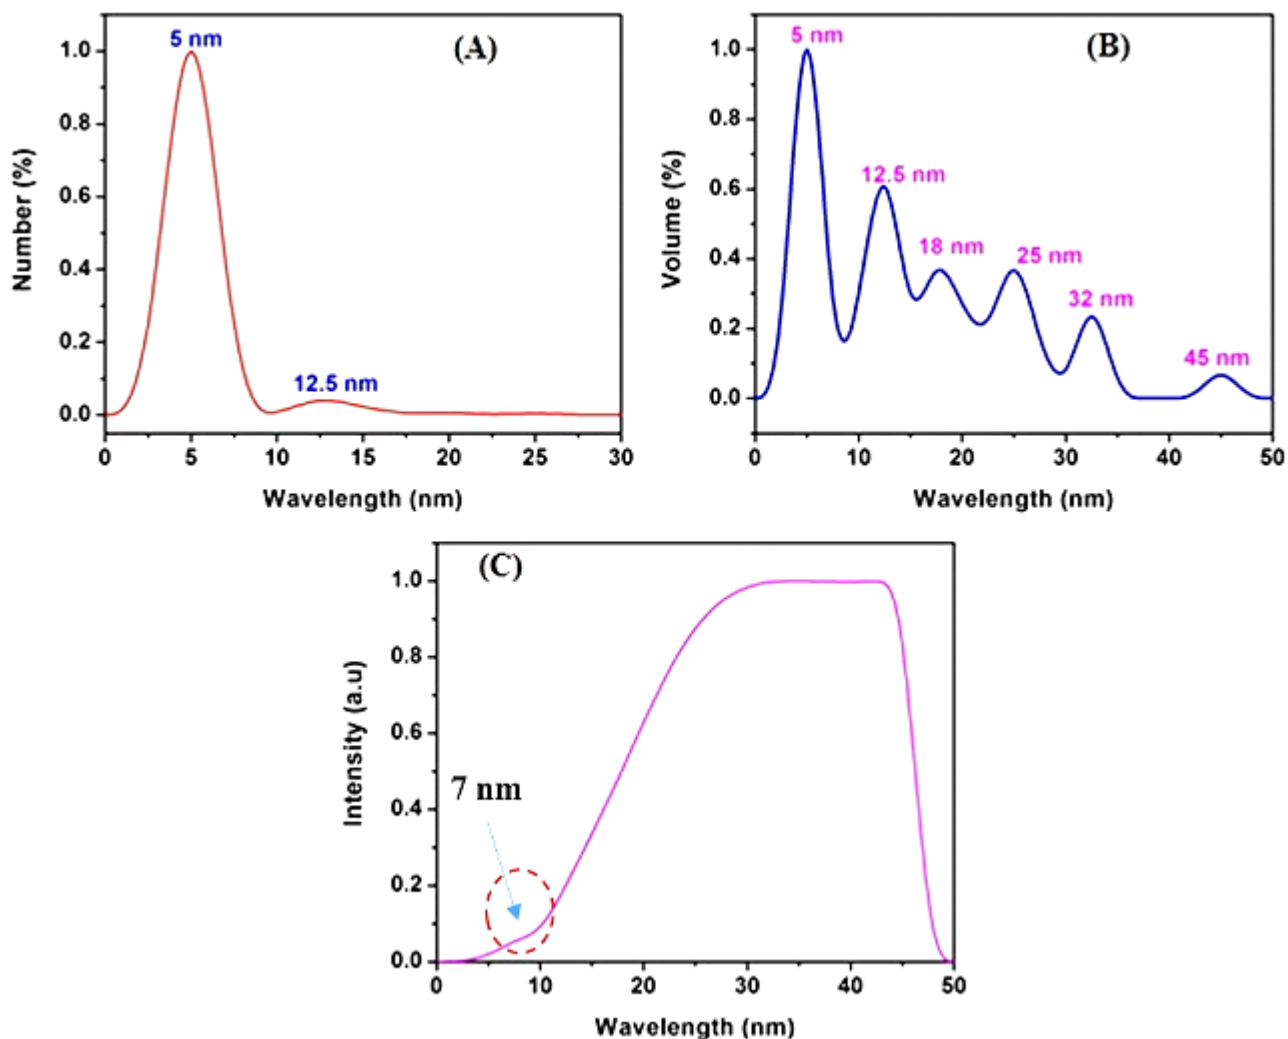 (A)
5 nm
12.5 nm
Number (%)
1.0
0.8
0.6
0.4
0.2
0.0
0 5 10 15 20 25 30
Wavelength (nm)
(B)
5 nm
12.5 nm
18 nm
25 nm
32 nm
45 nm
Volume (%)
1.0
0.8
0.6
0.4
0.2
0.0
0 10 20 30 40 50
Wavelength (nm)
(C)
7 nm
Intensity (a.u)
1.0
0.8
0.6
0.4
0.2
0.0
0 10 20 30 40 50
Wavelength (nm)